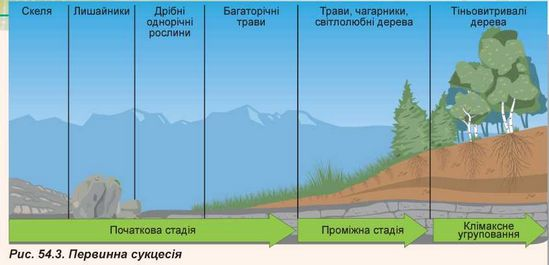 Скеля
Лишайники
Дрібні
однорічні
рослини
Багаторічні
трави
Трави, чагарники,
світлолюбні дерева
Тіньовитривалі
дерева
Початкова стадія
Проміжна стадія
Клімаксне
угруповання
Рис. 54.3. Первинна сукцесія